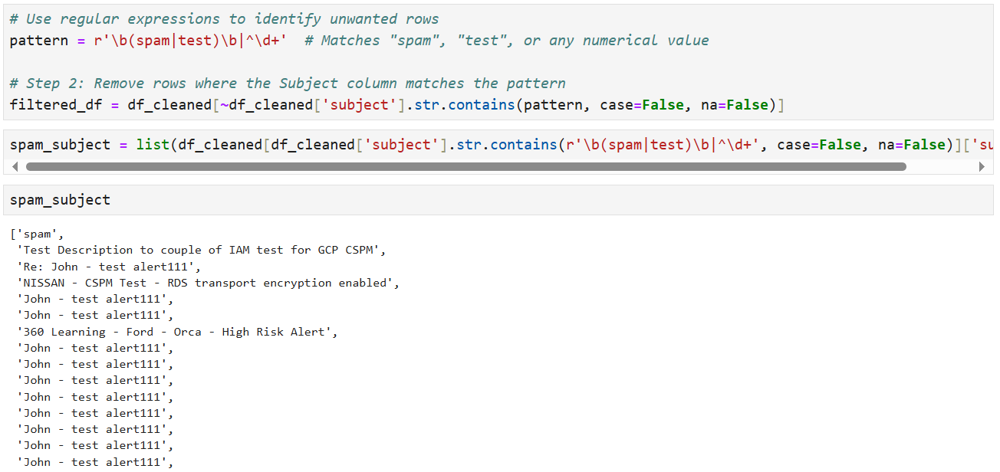 # Use regular expressions to identify unwanted rows
pattern = r'\b(spam|test)\b|^\d+'  # Matches "spam", "test", or any numerical value
# Step 2: Remove rows where the Subject column matches the pattern
filtered_df = df_cleaned[~df_cleaned['subject'].str.contains(pattern, case=False, na=False)]
spam_subject = list(df_cleaned[df_cleaned['subject'].str.contains(r'\b(spam|test)\b|^\d+', case=False, na=False)]['su
spam_subject
['spam',
 'Test Description to couple of IAM test for GCP CSPM',
 'Re: John - test alert111',
 'NISSAN - CSPM Test - RDS transport encryption enabled',
 'John - test alert111',
 'John - test alert111',
 '360 Learning - Ford - Orca - High Risk Alert',
 'John - test alert111',
 'John - test alert111',
 'John - test alert111',
 'John - test alert111',
 'John - test alert111',
 'John - test alert111',
 'John - test alert111',
 'John - test alert111',